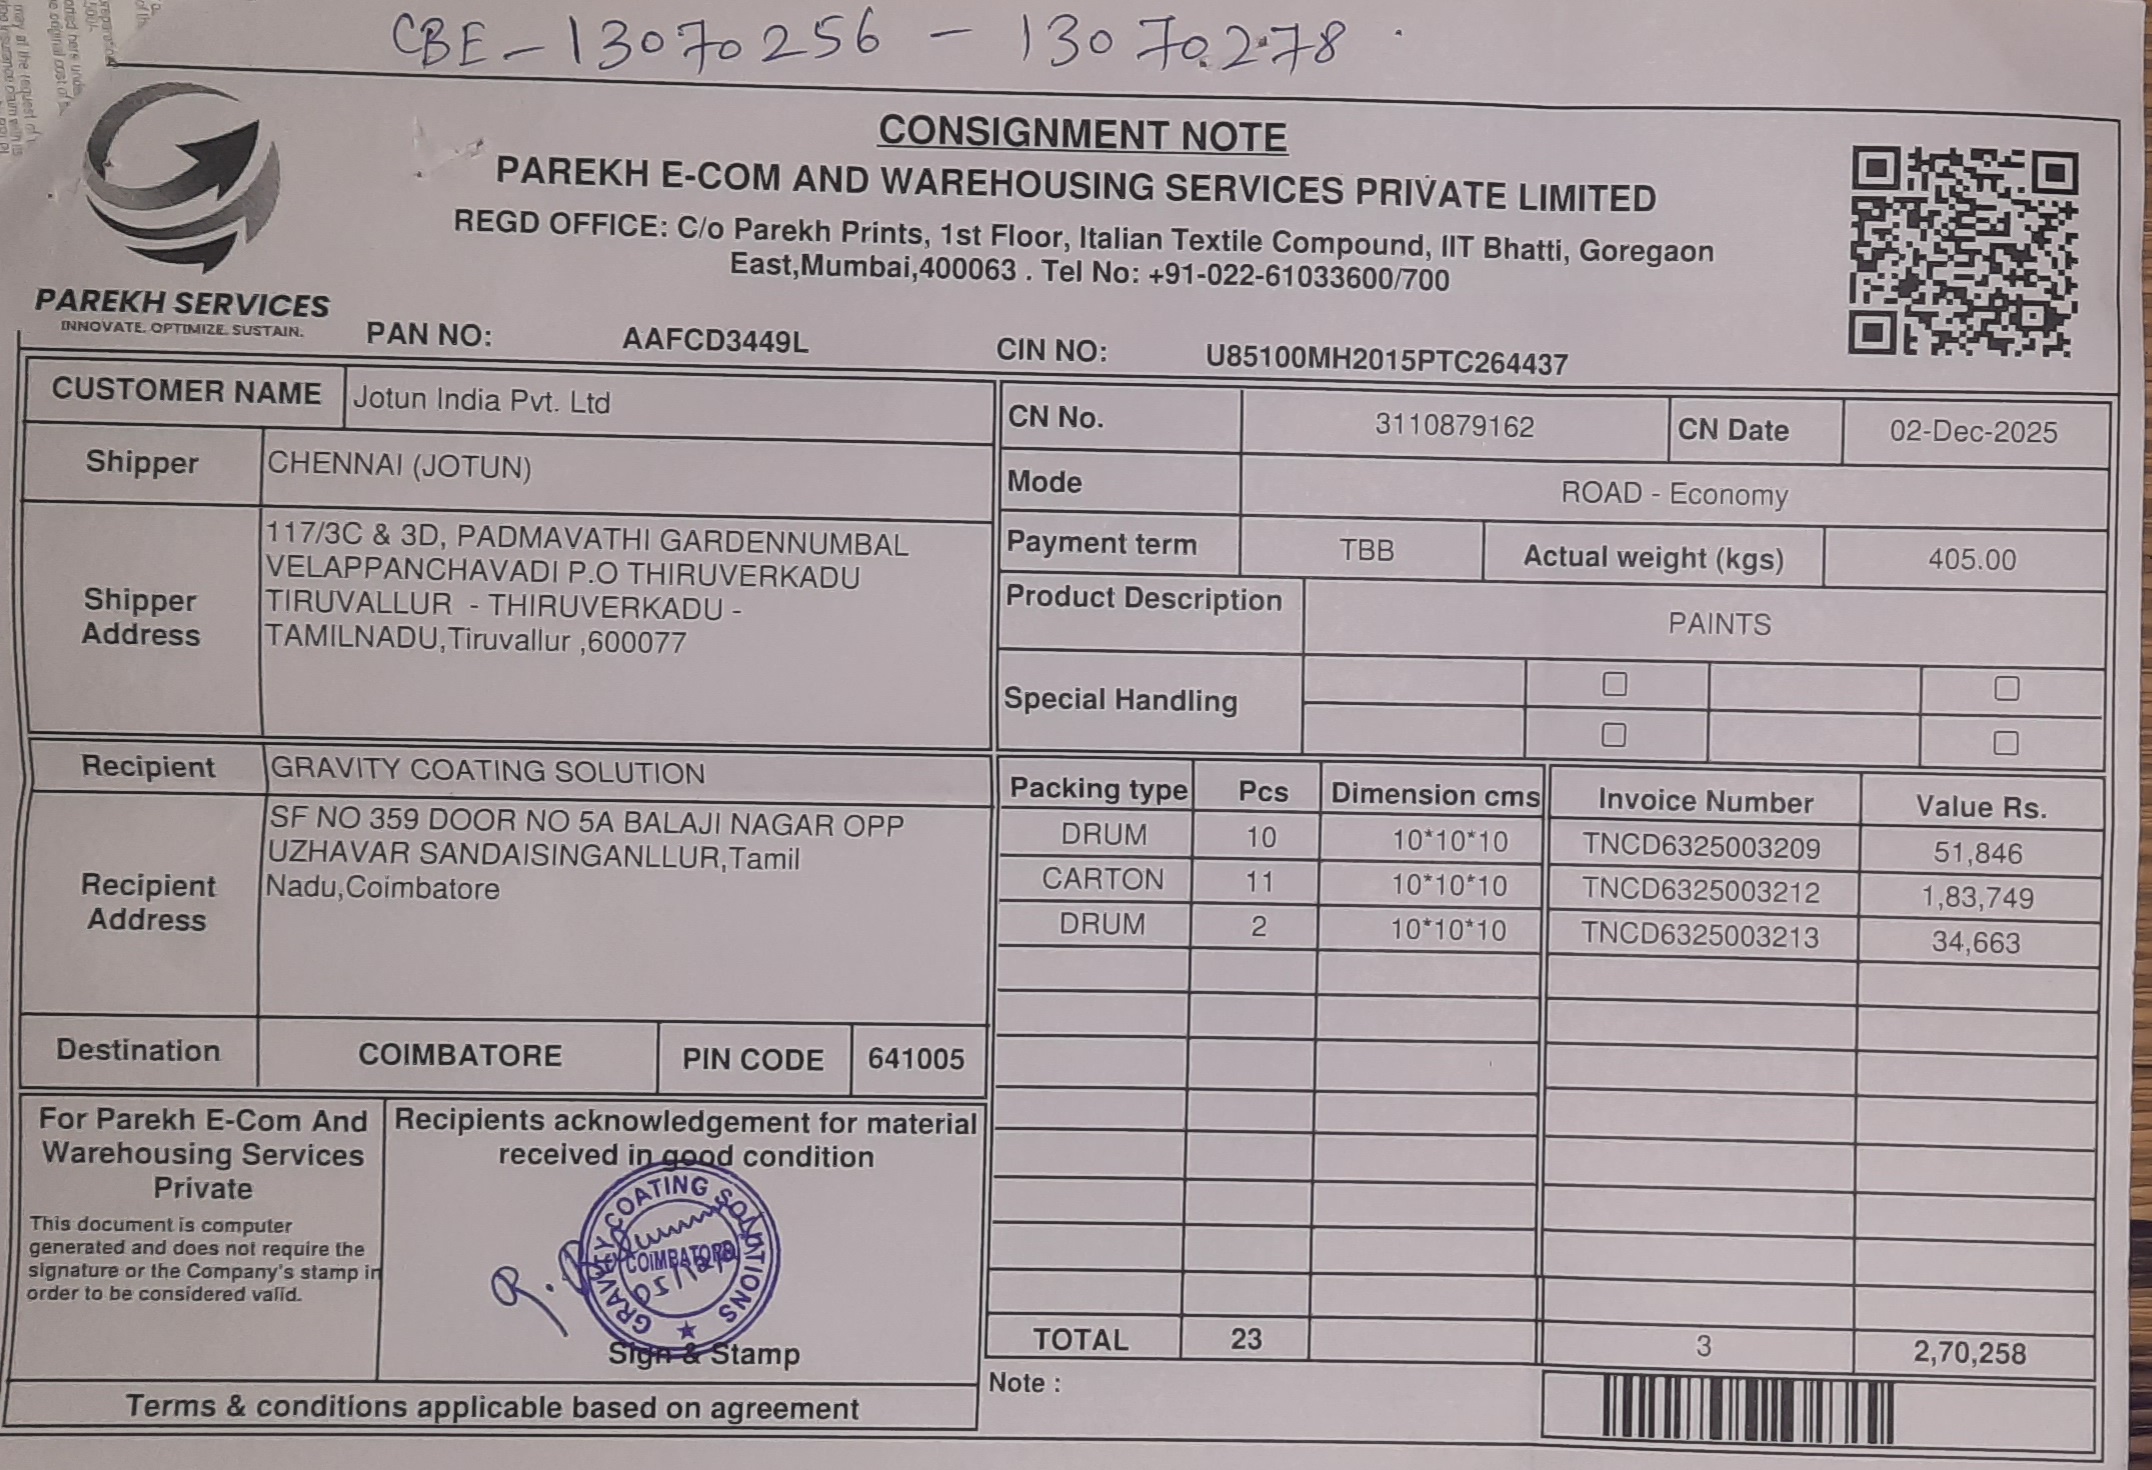 CBE - 13070256 - 13070278
CONSIGNMENT NOTE
PAREKH E-COM AND WAREHOUSING SERVICES PRIVATE LIMITED
REGD OFFICE: C/o Parekh Prints, 1st Floor, Italian Textile Compound, IIT Bhatti, Goregaon
East,Mumbai,400063 . Tel No: +91-022-61033600/700
PAREKH SERVICES
INNOVATE. OPTIMIZE. SUSTAIN.
PAN NO: AAFCD3449L CIN NO: U85100MH2015PTC264437
CUSTOMER NAME Jotun India Pvt. Ltd
Shipper CHENNAI (JOTUN)
Shipper Address
117/3C & 3D, PADMAVATHI GARDENNUMBAL
VELAPPANCHAVADI P.O THIRUVERKADU
TIRUVALLUR - THIRUVERKADU -
TAMILNADU,Tiruvallur ,600077
Recipient GRAVITY COATING SOLUTION
Recipient Address
SF NO 359 DOOR NO 5A BALAJI NAGAR OPP
UZHAVAR SANDAISINGANLLUR,Tamil
Nadu,Coimbatore
Destination COIMBATORE PIN CODE 641005
For Parekh E-Com And
Warehousing Services
Private
This document is computer
generated and does not require the
signature or the Company's stamp in
order to be considered valid.
Recipients acknowledgement for material
received in good condition
GRAVITY COATING SOLUTIONS
COIMBATORE
Sign & Stamp
Terms & conditions applicable based on agreement
CN No. 3110879162 CN Date 02-Dec-2025
Mode ROAD - Economy
Payment term TBB Actual weight (kgs) 405.00
Product Description PAINTS
Special Handling
Packing type Pcs Dimension cms Invoice Number Value Rs.
DRUM 10 10*10*10 TNCD6325003209 51,846
CARTON 11 10*10*10 TNCD6325003212 1,83,749
DRUM 2 10*10*10 TNCD6325003213 34,663
TOTAL 23 3 2,70,258
Note :